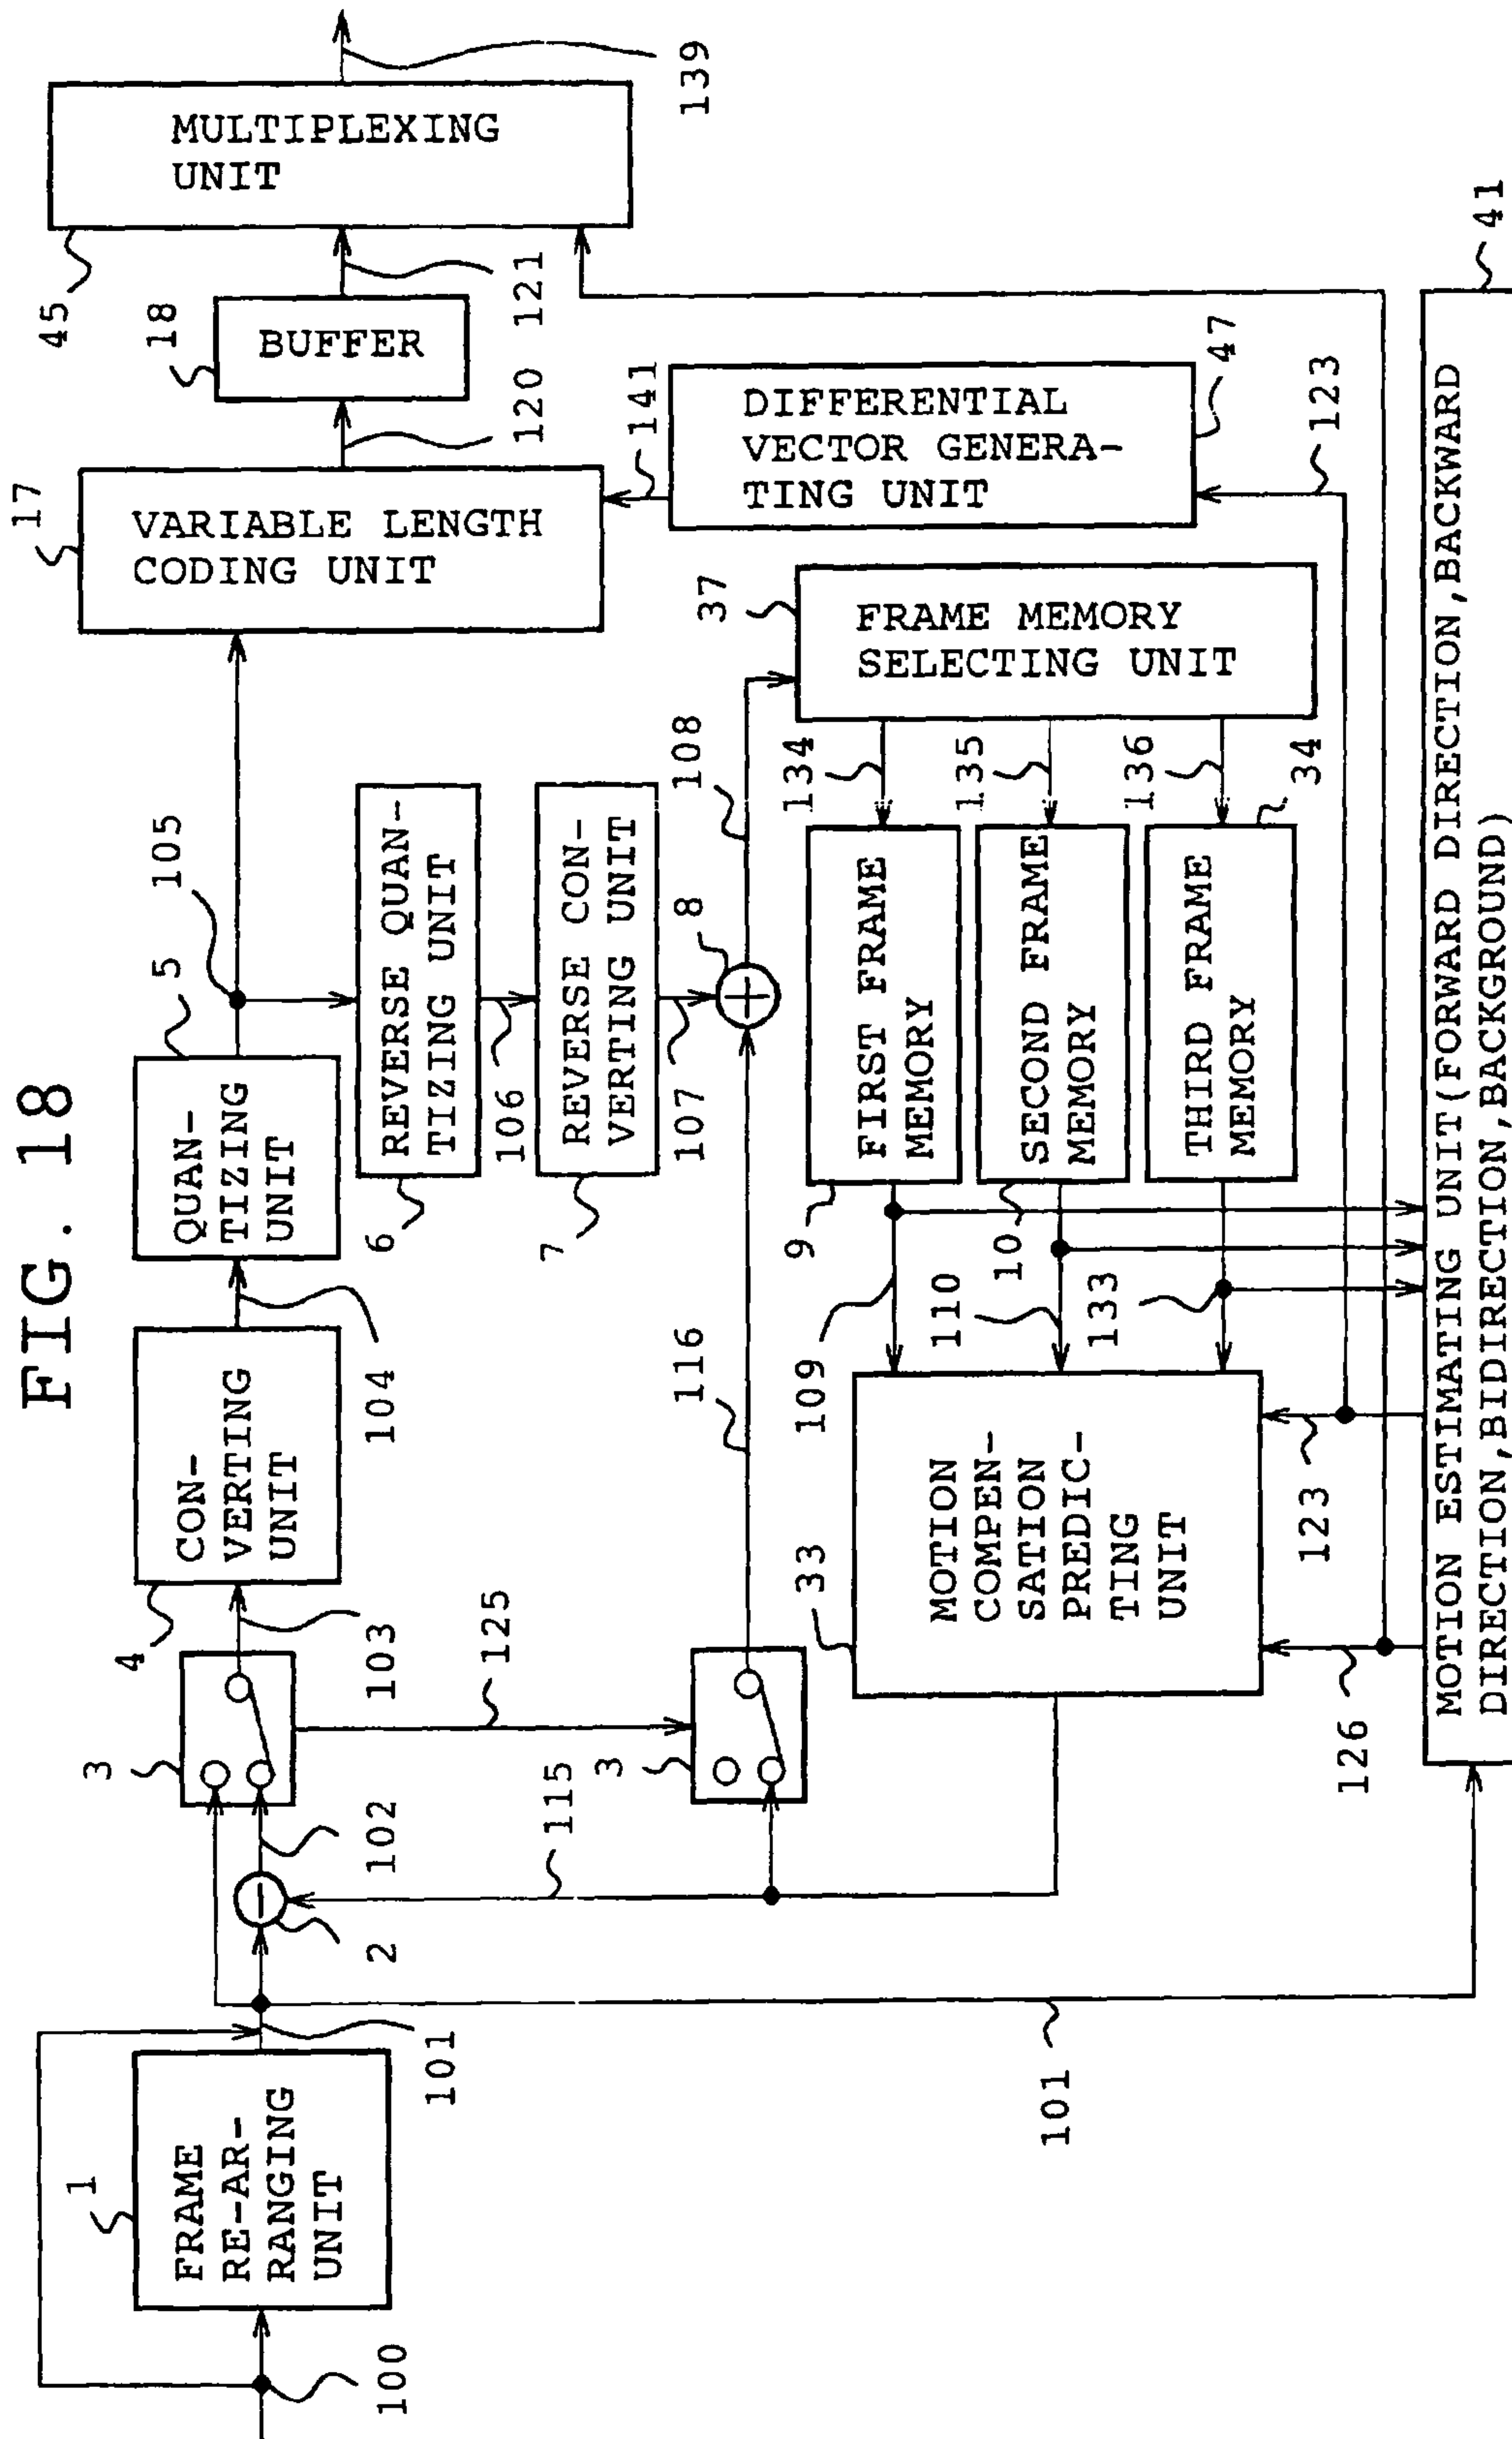 FIG. 18
1
FRAME
RE-AR-
RANGING
UNIT
100
101
101
2
102
3
103
125
4
CON-
VERTING
UNIT
104
5
QUAN-
TIZING
UNIT
105
17
VARIABLE LENGTH
CODING UNIT
120
18
BUFFER
121
45
MULTIPLEXING
UNIT
139
6
REVERSE QUAN-
TIZING UNIT
106
7
REVERSE CON-
VERTING UNIT
107
8
108
141
DIFFERENTIAL
VECTOR GENERA-
TING UNIT
47
123
115
3
116
37
FRAME MEMORY
SELECTING UNIT
134
135
136
34
FIRST FRAME
MEMORY
9
SECOND FRAME
MEMORY
10
THIRD FRAME
MEMORY
109
110
133
33
MOTION
COMPEN-
SATION
PREDIC-
TING
UNIT
126
123
41
MOTION ESTIMATING UNIT(FORWARD DIRECTION,BACKWARD
DIRECTION,BIDIRECTION,BACKGROUND)